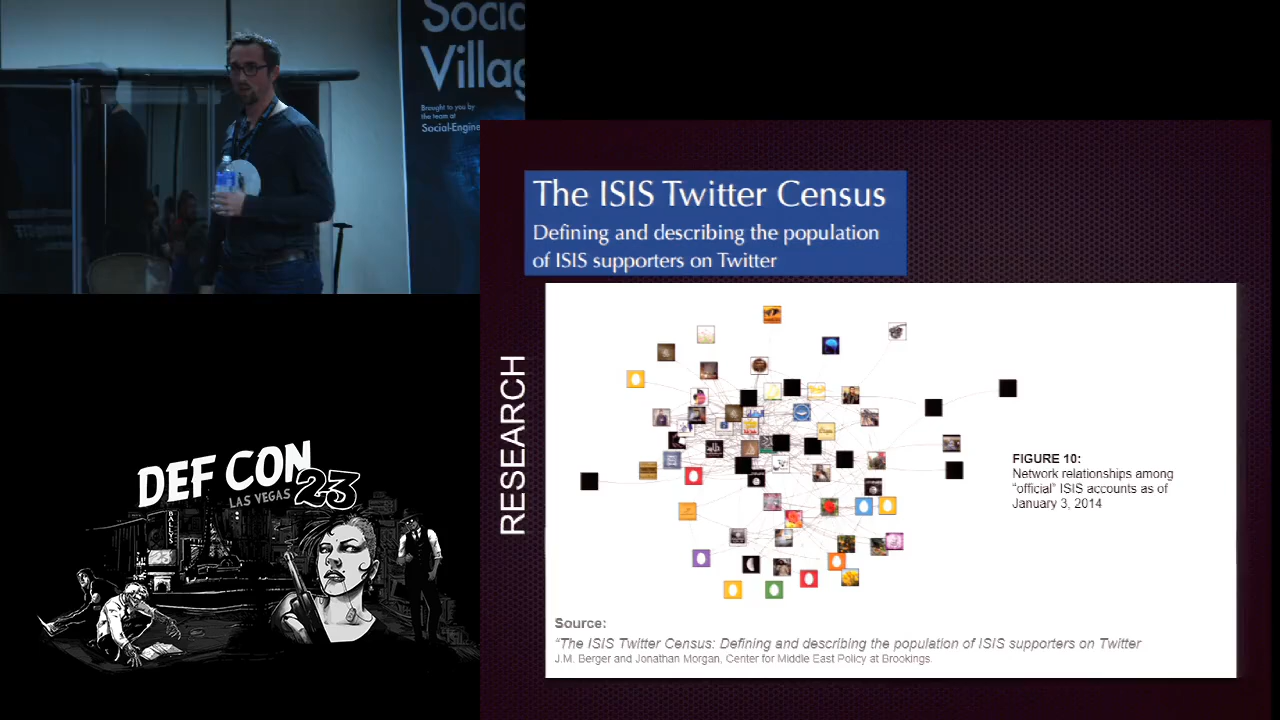 Socia
Village
Brought to you by
the team at
Social-Engine
The ISIS Twitter Census
Defining and describing the population
of ISIS supporters on Twitter
RESEARCH
FIGURE 10:
Network relationships among
“official” ISIS accounts as of
January 3, 2014
Source:
“The ISIS Twitter Census: Defining and describing the population of ISIS supporters on Twitter
J.M. Berger and Jonathan Morgan, Center for Middle East Policy at Brookings.
DEF CON
LAS VEGAS 23
BALLYS